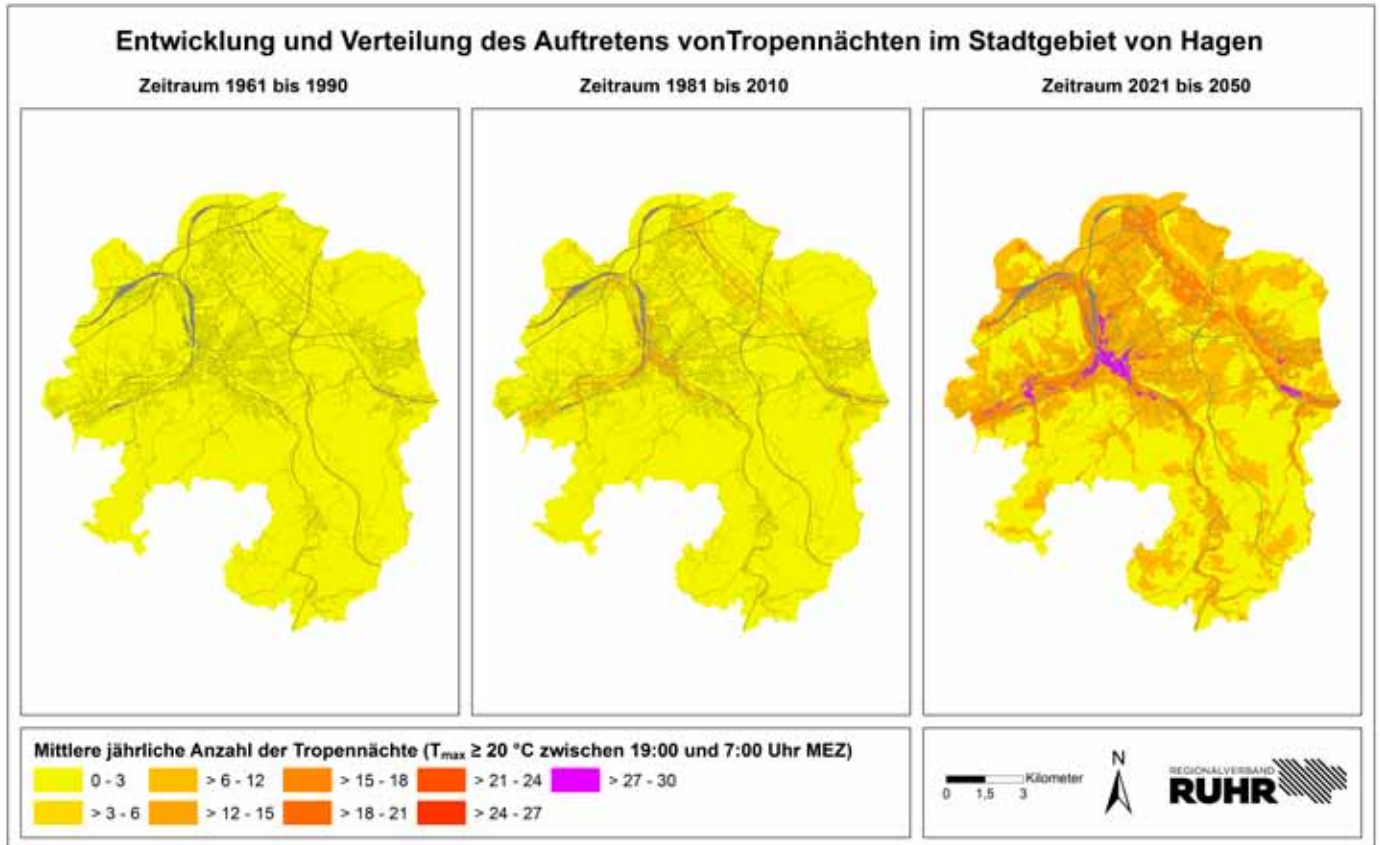 Entwicklung und Verteilung des Auftretens vonTropennächten im Stadtgebiet von Hagen
Zeitraum 1961 bis 1990
Zeitraum 1981 bis 2010
Zeitraum 2021 bis 2050
Mittlere jährliche Anzahl der Tropennächte (Tmax ≥ 20 °C zwischen 19:00 und 7:00 Uhr MEZ)
0 - 3
> 6 - 12
> 15 - 18
> 21 - 24
> 27 - 30
> 3 - 6
> 12 - 15
> 18 - 21
> 24 - 27
Kilometer
0 1,5 3
N
REGIONALVERBAND
RUHR